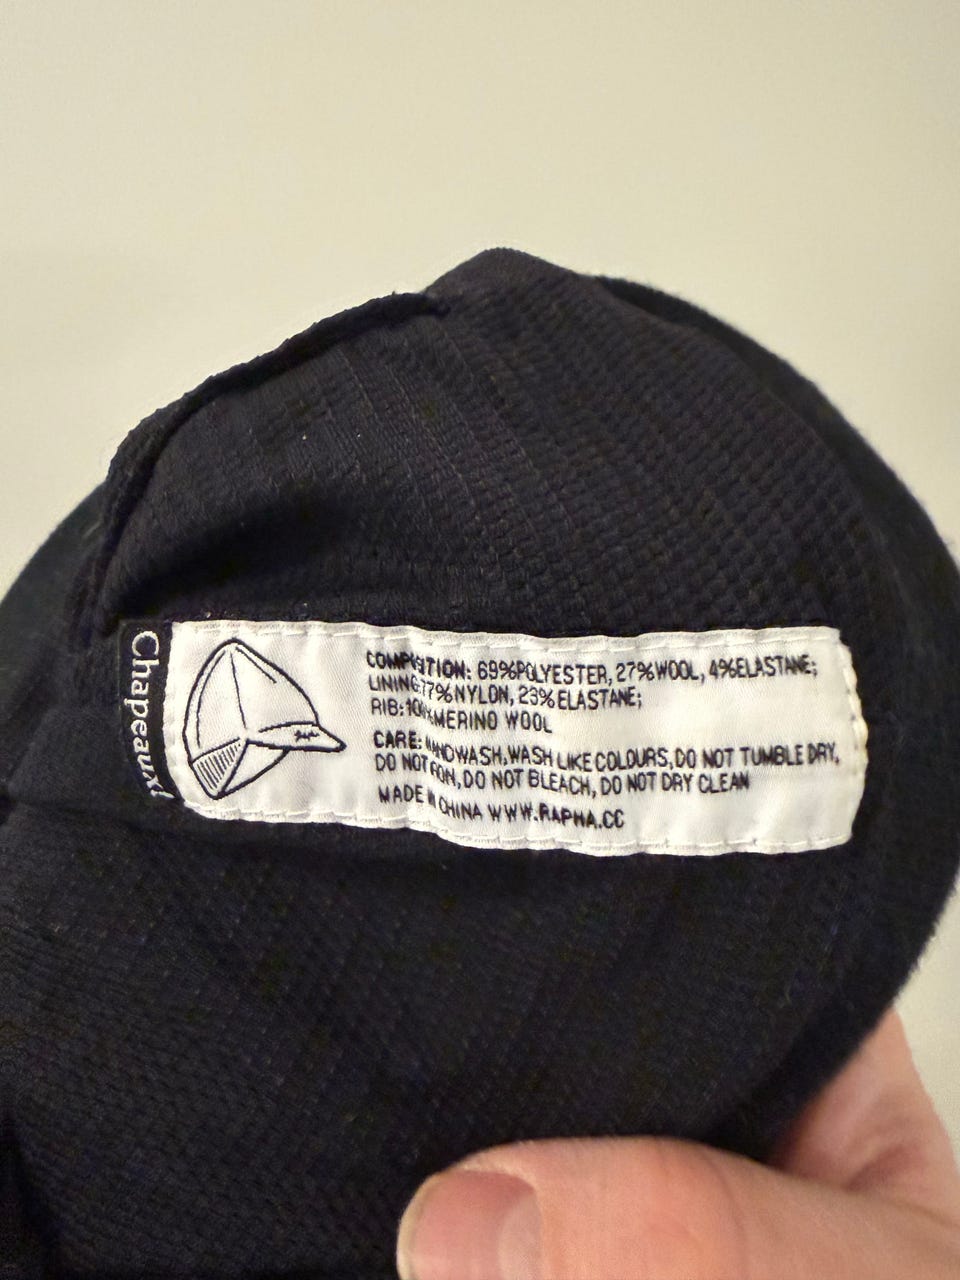 Chapeaux!
COMPOSITION: 69%POLYESTER, 27%WOOL, 4%ELASTANE;
LINING:77%NYLON, 23%ELASTANE;
RIB:100%MERINO WOOL
CARE: HANDWASH,WASH LIKE COLOURS,DO NOT TUMBLE DRY,
DO NOT IRON,DO NOT BLEACH, DO NOT DRY CLEAN
MADE IN CHINA WWW.RAPHA.CC